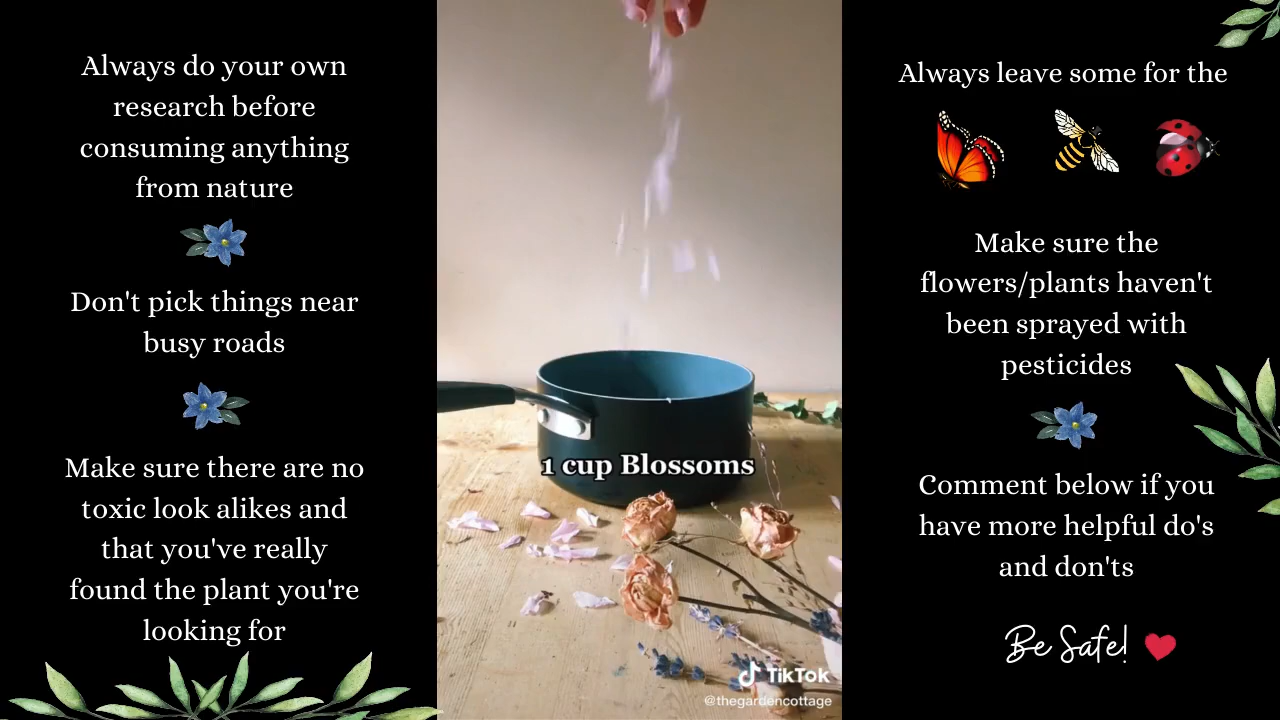 Always do your own
research before
consuming anything
from nature
Don't pick things near
busy roads
Make sure there are no
toxic look alikes and
that you've really
found the plant you're
looking for
1 cup Blossoms
TikTok
@thegardencottage
Always leave some for the
Make sure the
flowers/plants haven't
been sprayed with
pesticides
Comment below if you
have more helpful do's
and don'ts
Be Safe!